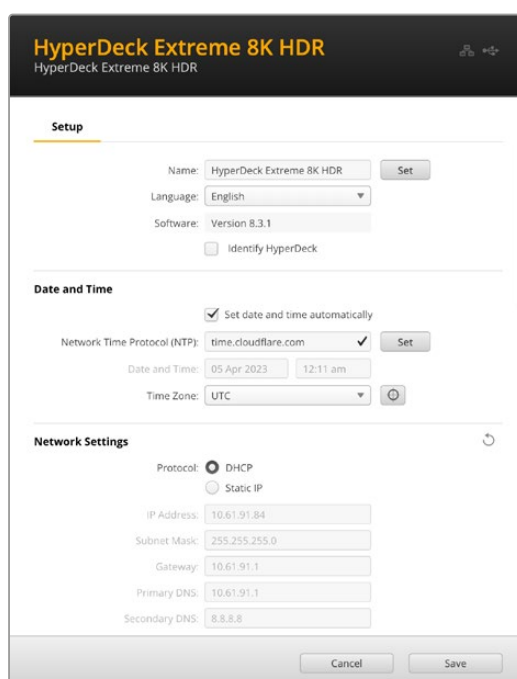 HyperDeck Extreme 8K HDR
HyperDeck Extreme 8K HDR
Setup
Name: HyperDeck Extreme 8K HDR Set
Language: English
Software: Version 8.3.1
Identify HyperDeck
Date and Time
Set date and time automatically
Network Time Protocol (NTP): time.cloudflare.com Set
Date and Time: 05 Apr 2023 12:11 am
Time Zone: UTC
Network Settings
Protocol: DHCP
Static IP
IP Address: 10.61.91.84
Subnet Mask: 255.255.255.0
Gateway: 10.61.91.1
Primary DNS: 10.61.91.1
Secondary DNS: 8.8.8.8
Cancel Save